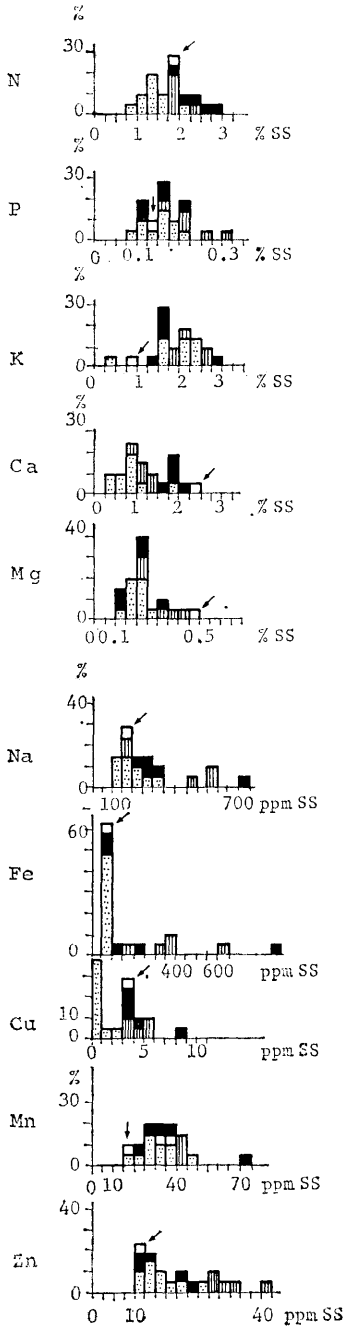 %
30
N
0
0 1 2 3 % SS
%
30
P
0
0 0.1 0.3 % SS
%
30
K
0
0 1 2 3 % SS
%
30
Ca
0
0 1 2 3 % SS
40
Mg
0
0 0.1 0.5 % SS
%
40
Na
0
100 700 ppm SS
60
Fe
0
400 600 ppm SS
Cu
10
0
0 5 10 ppm SS
%
Mn
30
0
0 10 40 70 ppm SS
40
Zn
0
0 10 40 ppm SS